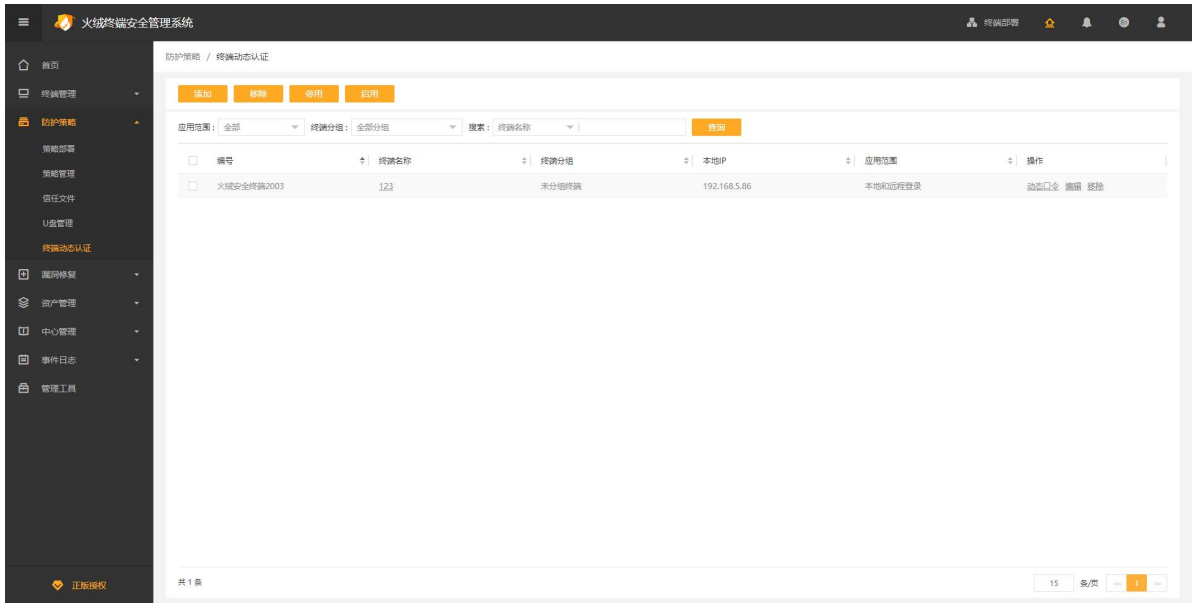 火绒终端安全管理系统
终端部署
首页
终端管理
防护策略
策略部署
策略管理
信任文件
U盘管理
终端动态认证
漏洞修复
资产管理
中心管理
事件日志
管理工具
正版授权
防护策略 / 终端动态认证
添加 移除 停用 启用
应用范围: 全部 终端分组: 全部分组 搜索: 终端名称 查询
编号 终端名称 终端分组 本地IP 应用范围 操作
火绒安全终端2003 123 未分组终端 192.168.5.86 本地和远程登录 动态口令 编辑 移除
共 1 条
15 条/页 << 1 >>